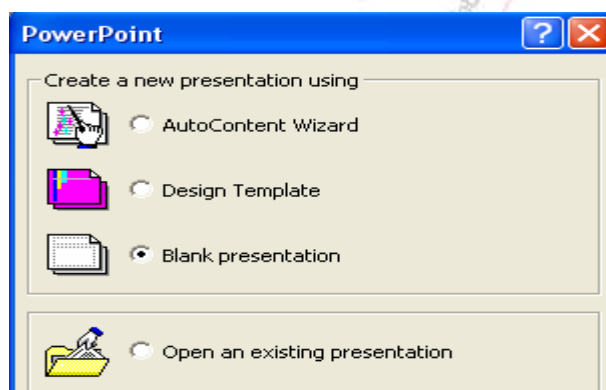 PowerPoint
Create a new presentation using
AutoContent Wizard
Design Template
Blank presentation
Open an existing presentation